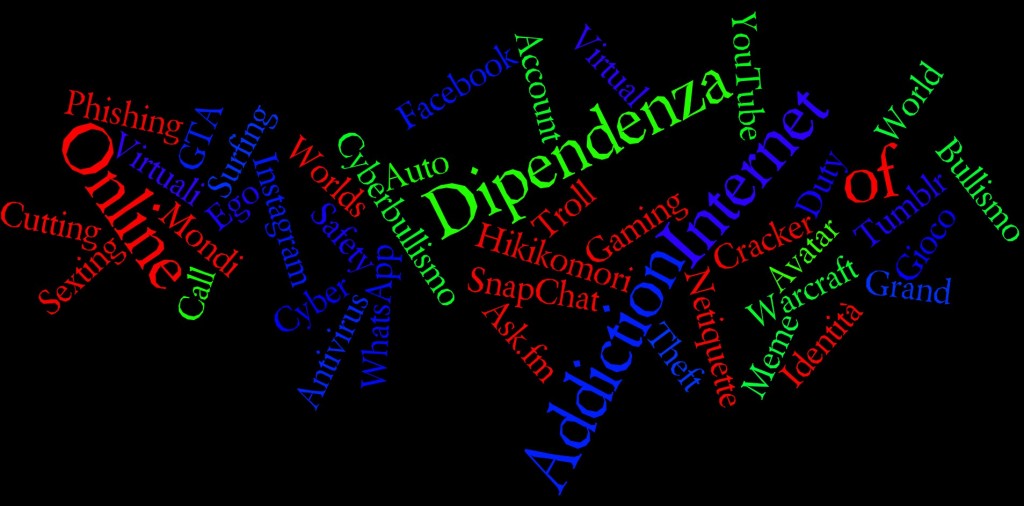 Phishing
Online
Virtuali
GTA
Surfing
Ego
Mondi
Cutting
Sexting
Call
Instagram
Worlds
Safety
Cyber
Antivirus
WhatsApp
Cyberbullismo
Auto
Facebook
Account
Virtual
Dipendenza
YouTube
Troll
Hikikomori
Gaming
SnapChat
Ask.fm
Internet
Addiction
Theft
Netiquette
Cracker
Duty
of
World
Avatar
Warcraft
Meme
Identità
Tumblr
Gioco
Grand
Bullismo